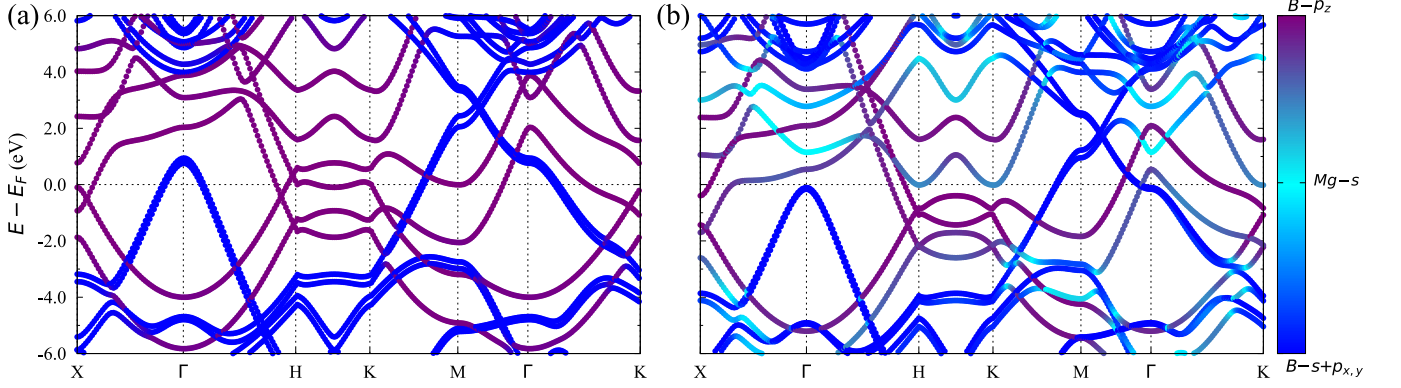 (a)
(b)
B−p_z
6.0
4.0
2.0
0.0
-2.0
-4.0
-6.0
E − E_F (eV)
Mg−s
X Γ H K M Γ K
X Γ H K M Γ K
B−s+p_{x,y}